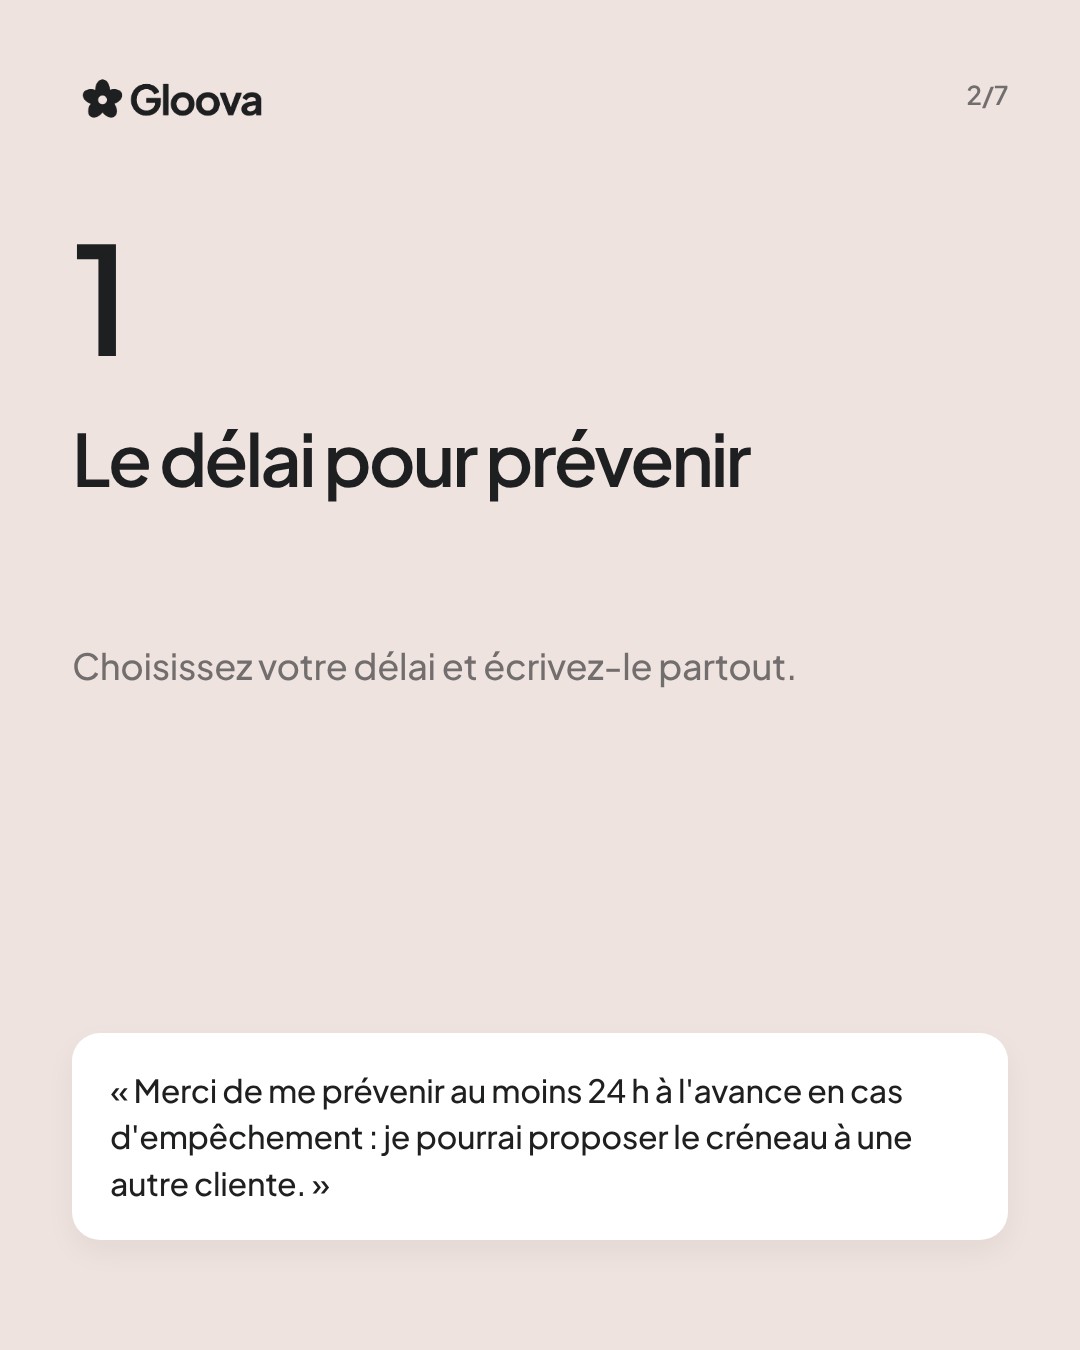 Gloova
2/7
1
Le délai pour prévenir
Choisissez votre délai et écrivez-le partout.
« Merci de me prévenir au moins 24 h à l'avance en cas
d'empêchement : je pourrai proposer le créneau à une
autre cliente. »